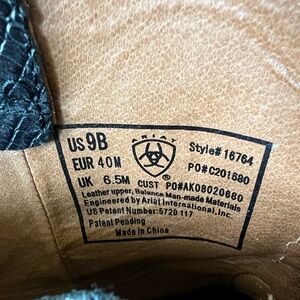 ARIAT
US 9B
Style# 16764
EUR 40M
PO#C201680
UK 6.5M
CUST PO#AK08020680
Leather upper, Balance Man-made Materials
Engineered by Ariat International, Inc.
US Patent Number: 5720 117
Patent Pending
Made in China